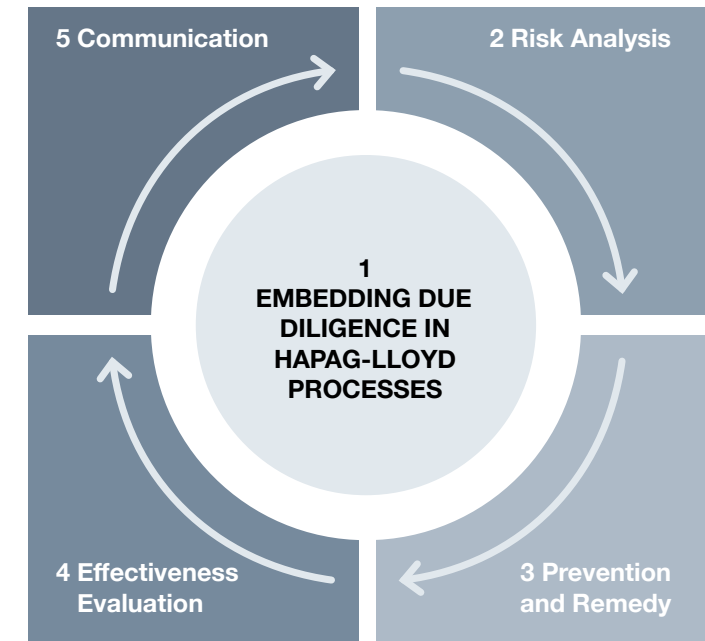 5 Communication
2 Risk Analysis
1
EMBEDDING DUE
DILIGENCE IN
HAPAG-LLOYD
PROCESSES
4 Effectiveness
Evaluation
3 Prevention
and Remedy